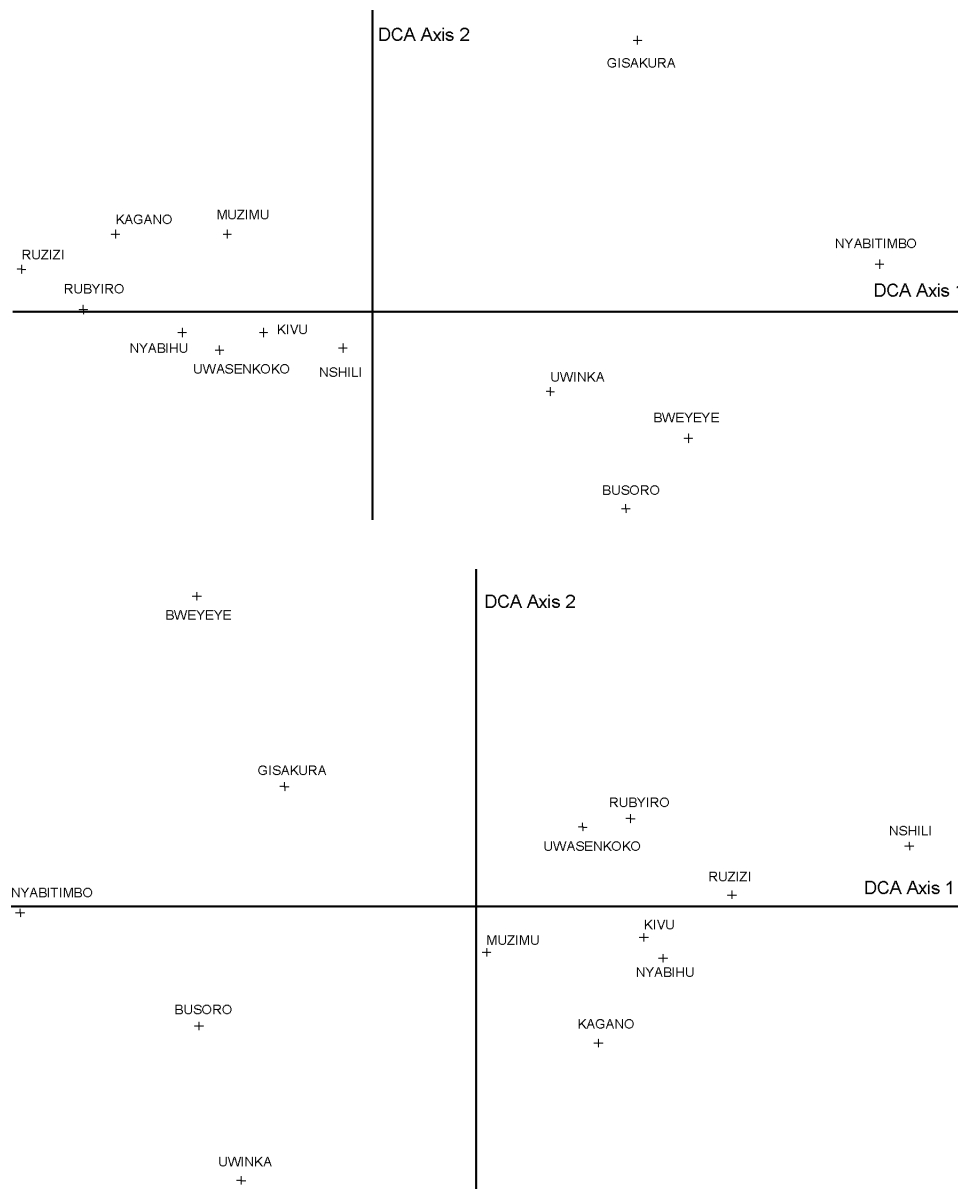 DCA Axis 2
GISAKURA
KAGANO
MUZIMU
NYABITIMBO
RUZIZI
RUBYIRO
DCA Axis 1
NYABIHU
KIVU
UWASENKOKO
NSHILI
UWINKA
BWEYEYE
BUSORO
DCA Axis 2
BWEYEYE
GISAKURA
RUBYIRO
UWASENKOKO
NSHILI
RUZIZI
NYABITIMBO
DCA Axis 1
MUZIMU
KIVU
NYABIHU
BUSORO
KAGANO
UWINKA